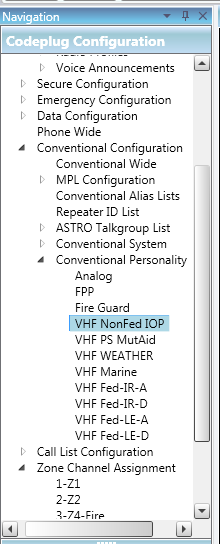 Navigation
Codeplug Configuration
Voice Announcements
Secure Configuration
Emergency Configuration
Data Configuration
Phone Wide
Conventional Configuration
Conventional Wide
MPL Configuration
Conventional Alias Lists
Repeater ID List
ASTRO Talkgroup List
Conventional System
Conventional Personality
Analog
FPP
Fire Guard
VHF NonFed IOP
VHF PS MutAid
VHF WEATHER
VHF Marine
VHF Fed-IR-A
VHF Fed-IR-D
VHF Fed-LE-A
VHF Fed-LE-D
Call List Configuration
Zone Channel Assignment
1-Z1
2-Z2
3-Z4-Fire